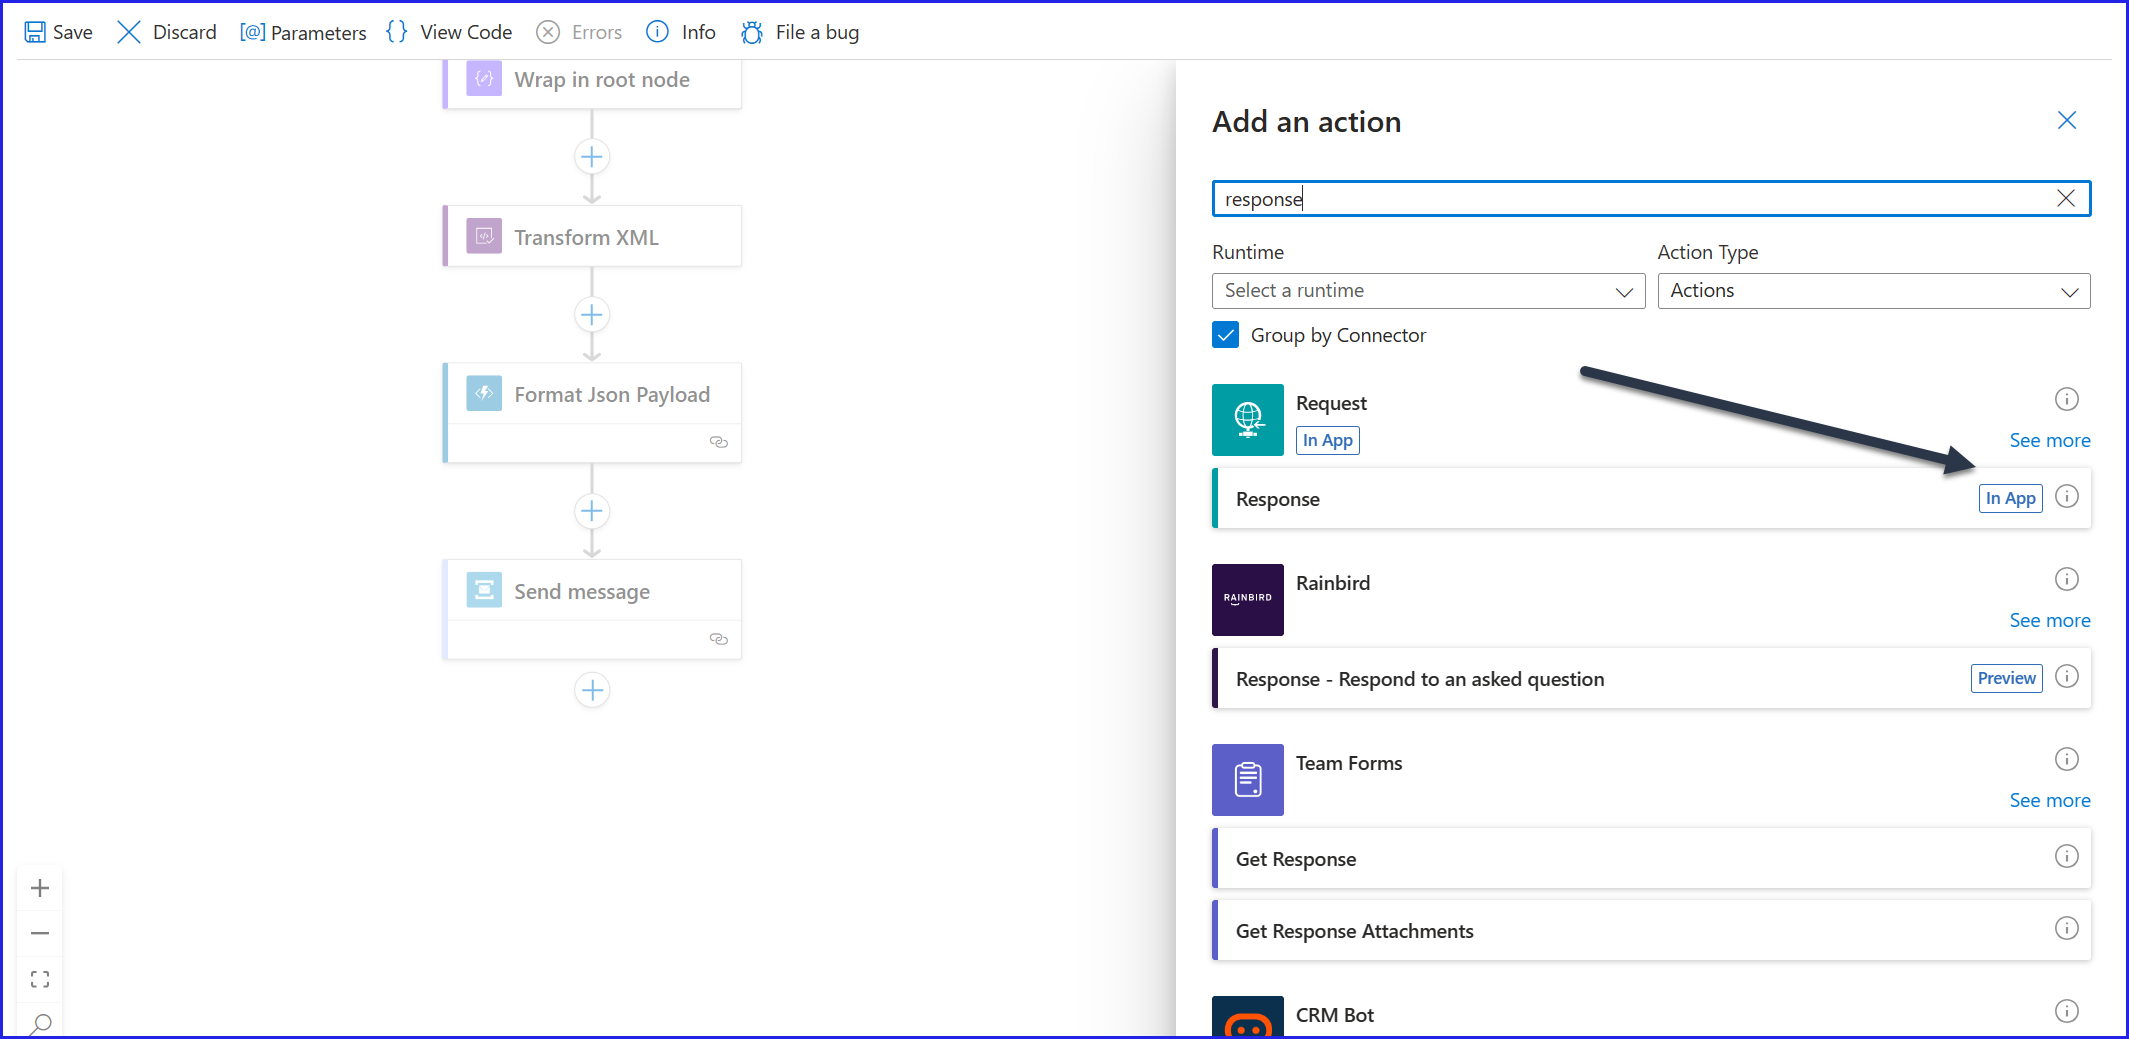 Save Discard [@] Parameters {} View Code Errors Info File a bug
Wrap in root node
Transform XML
Format Json Payload
Send message
Add an action
response
Runtime
Action Type
Select a runtime
Actions
Group by Connector
Request
In App
See more
Response
In App
RAINBIRD
Rainbird
See more
Response - Respond to an asked question
Preview
Team Forms
See more
Get Response
Get Response Attachments
CRM Bot